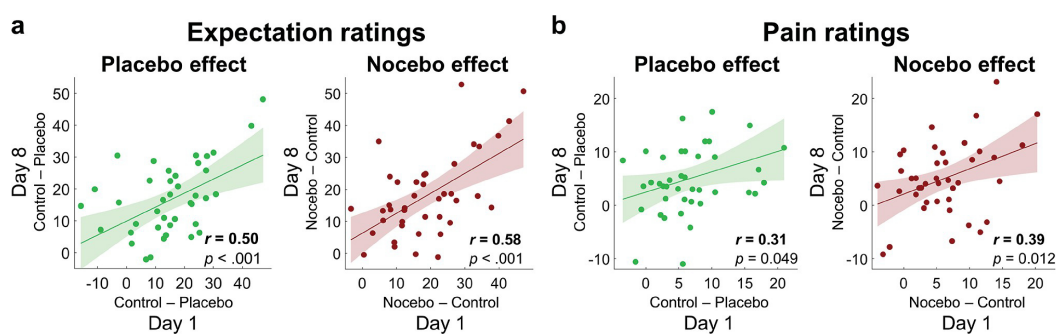 a
Expectation ratings
b
Pain ratings
Placebo effect
Day 8
Control – Placebo
50
40
30
20
10
0
r = 0.50
p < .001
-10 0 10 20 30 40
Control – Placebo
Day 1
Nocebo effect
Day 8
Nocebo – Control
50
40
30
20
10
0
r = 0.58
p < .001
0 10 20 30 40
Nocebo – Control
Day 1
Placebo effect
Day 8
Control – Placebo
20
10
0
-10
r = 0.31
p = 0.049
0 5 10 15 20
Control – Placebo
Day 1
Nocebo effect
Day 8
Nocebo – Control
20
10
0
-10
r = 0.39
p = 0.012
0 5 10 15 20
Nocebo – Control
Day 1